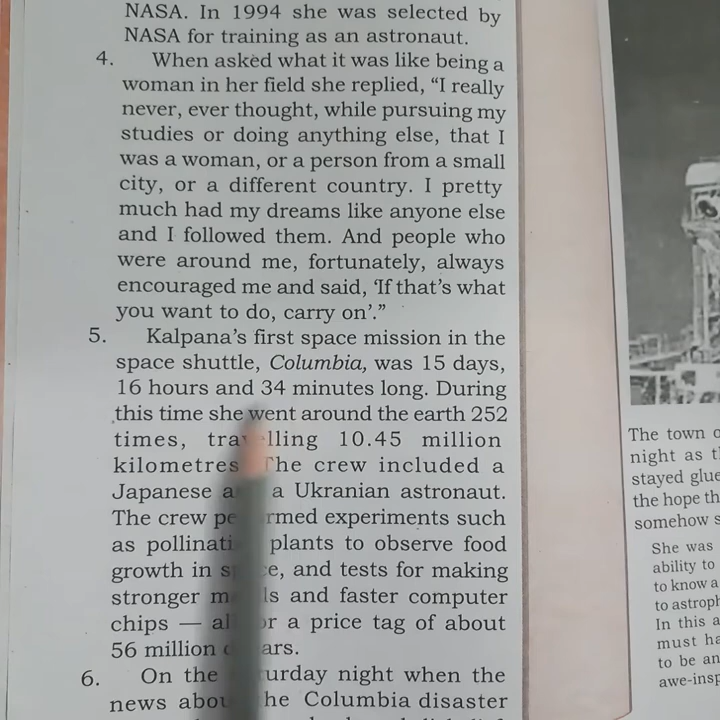 NASA. In 1994 she was selected by
NASA for training as an astronaut.
4. When asked what it was like being a
woman in her field she replied, “I really
never, ever thought, while pursuing my
studies or doing anything else, that I
was a woman, or a person from a small
city, or a different country. I pretty
much had my dreams like anyone else
and I followed them. And people who
were around me, fortunately, always
encouraged me and said, ‘If that’s what
you want to do, carry on’.”
5. Kalpana’s first space mission in the
space shuttle, Columbia, was 15 days,
16 hours and 34 minutes long. During
this time she went around the earth 252
times, travelling 10.45 million
kilometres. The crew included a
Japanese a a Ukranian astronaut.
The crew performed experiments such
as pollinati plants to observe food
growth in space, and tests for making
stronger m ls and faster computer
chips — al or a price tag of about
56 million ars.
6. On the Saturday night when the
news about the Columbia disaster
The town o
night as t
stayed glue
the hope th
somehow s
She was
ability to
to know a
to astroph
In this a
must ha
to be an
awe-insp